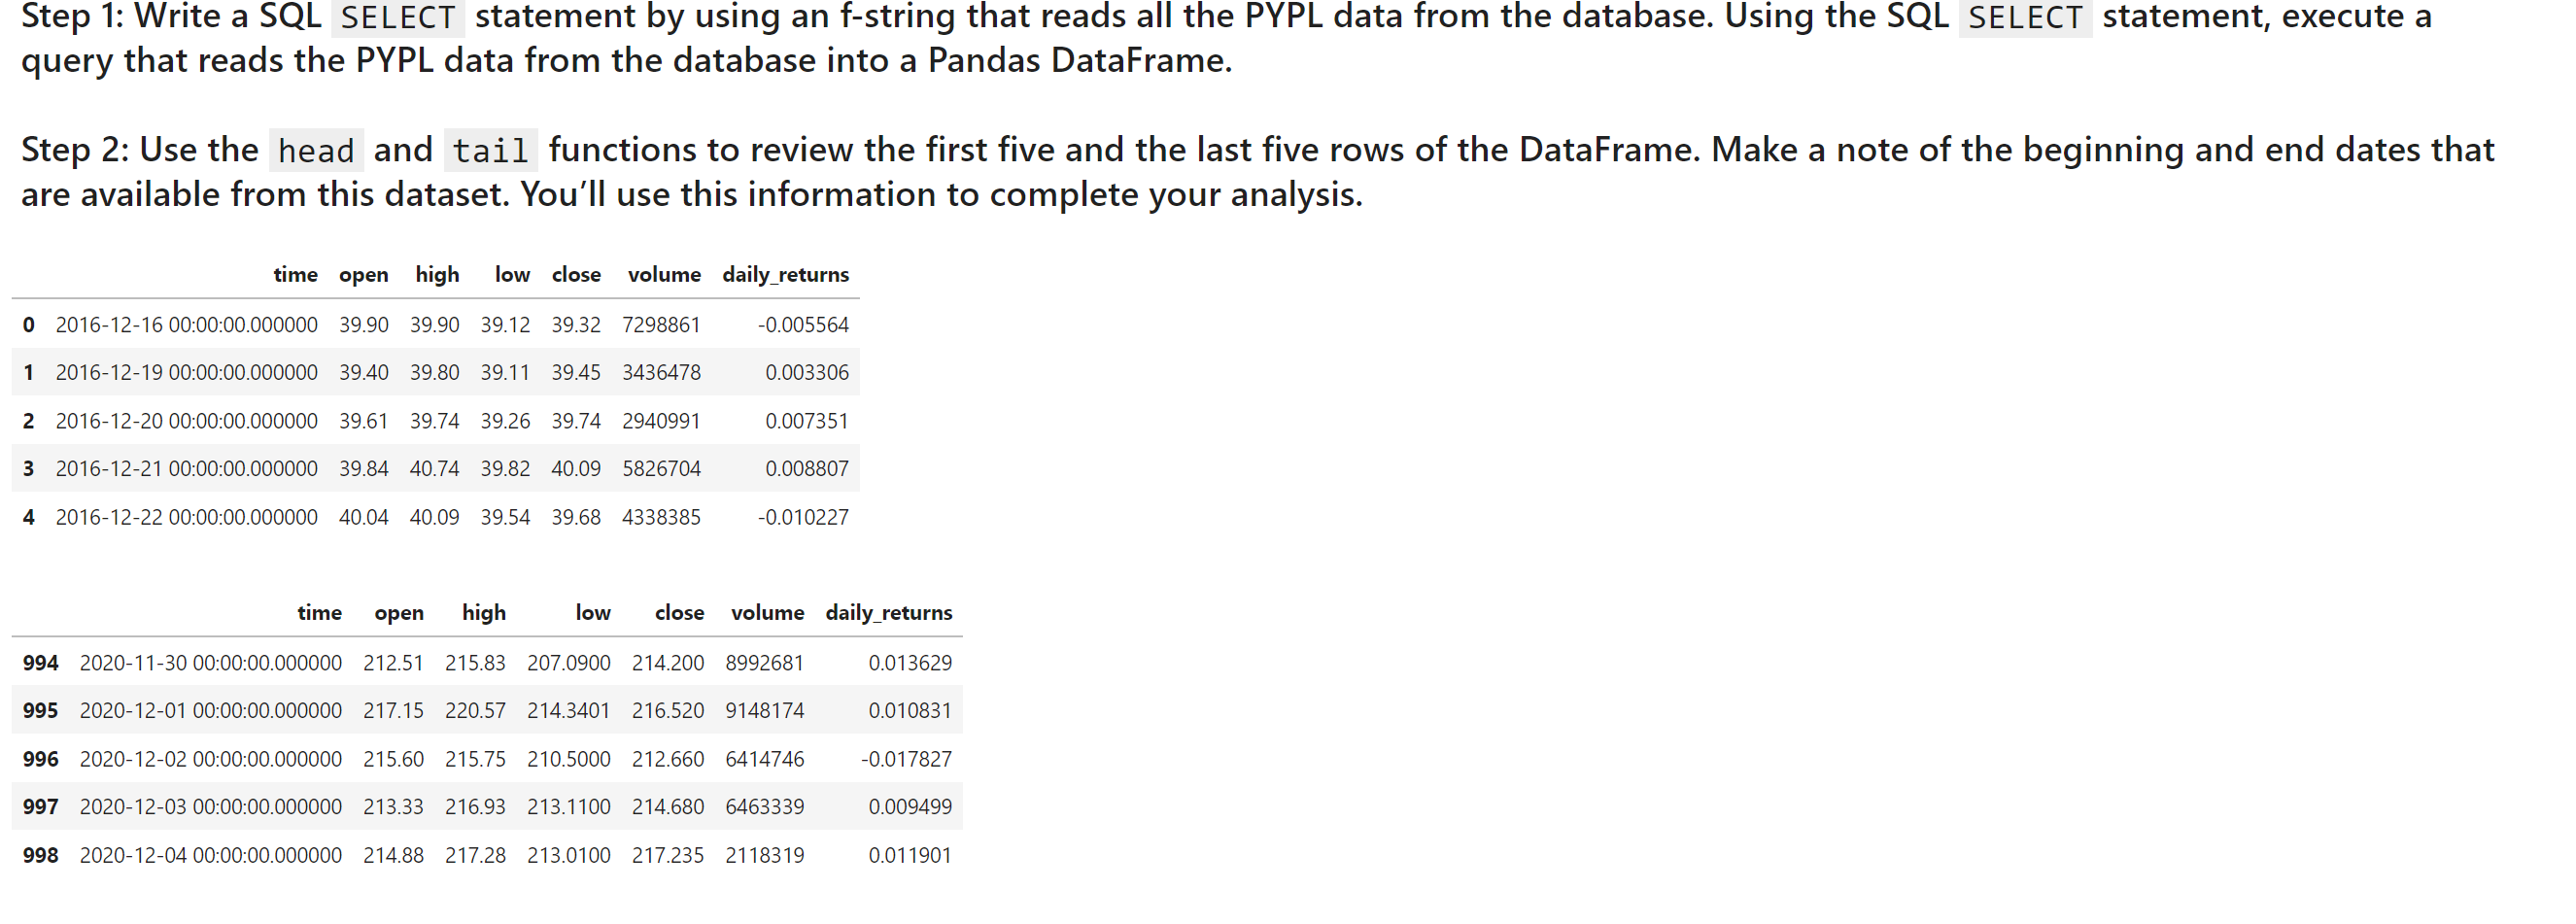 Step 1: Write a SQL SELECT statement by using an f-string that reads all the PYPL data from the database. Using the SQL SELECT statement, execute a
query that reads the PYPL data from the database into a Pandas DataFrame.
Step 2: Use the head and tail functions to review the first five and the last five rows of the DataFrame. Make a note of the beginning and end dates that
are available from this dataset. You’ll use this information to complete your analysis.
time open high low close volume daily_returns
0 2016-12-16 00:00:00.000000 39.90 39.90 39.12 39.32 7298861 -0.005564
1 2016-12-19 00:00:00.000000 39.40 39.80 39.11 39.45 3436478 0.003306
2 2016-12-20 00:00:00.000000 39.61 39.74 39.26 39.74 2940991 0.007351
3 2016-12-21 00:00:00.000000 39.84 40.74 39.82 40.09 5826704 0.008807
4 2016-12-22 00:00:00.000000 40.04 40.09 39.54 39.68 4338385 -0.010227
time open high low close volume daily_returns
994 2020-11-30 00:00:00.000000 212.51 215.83 207.0900 214.200 8992681 0.013629
995 2020-12-01 00:00:00.000000 217.15 220.57 214.3401 216.520 9148174 0.010831
996 2020-12-02 00:00:00.000000 215.60 215.75 210.5000 212.660 6414746 -0.017827
997 2020-12-03 00:00:00.000000 213.33 216.93 213.1100 214.680 6463339 0.009499
998 2020-12-04 00:00:00.000000 214.88 217.28 213.0100 217.235 2118319 0.011901